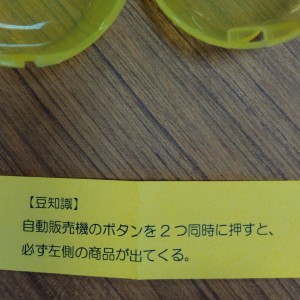 【豆知識】
自動販売機のボタンを2つ同時に押すと、
必ず左側の商品が出てくる。